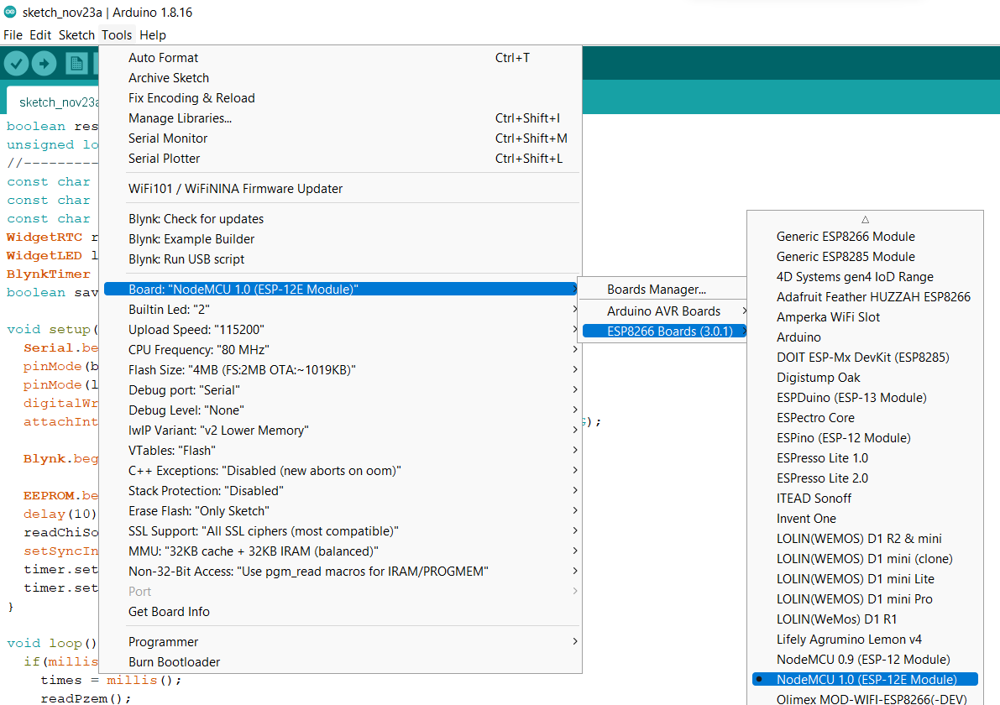 sketch_nov23a | Arduino 1.8.16
File Edit Sketch Tools Help
sketch_nov23a
boolean res
unsigned lo
//---------
const char
const char
const char
WidgetRTC r
WidgetLED l
BlynkTimer
boolean sav
void setup(
Serial.be
pinMode(b
pinMode(l
digitalWr
attachInt
);
Blynk.beg
EEPROM.be
delay(10)
readChiSo
setSyncIn
timer.set
timer.set
}
void loop()
if(millis
times = millis();
readPzem();
Auto Format Ctrl+T
Archive Sketch
Fix Encoding & Reload
Manage Libraries... Ctrl+Shift+I
Serial Monitor Ctrl+Shift+M
Serial Plotter Ctrl+Shift+L
WiFi101 / WiFiNINA Firmware Updater
Blynk: Check for updates
Blynk: Example Builder
Blynk: Run USB script
Board: "NodeMCU 1.0 (ESP-12E Module)"
Builtin Led: "2"
Upload Speed: "115200"
CPU Frequency: "80 MHz"
Flash Size: "4MB (FS:2MB OTA:~1019KB)"
Debug port: "Serial"
Debug Level: "None"
lwIP Variant: "v2 Lower Memory"
VTables: "Flash"
C++ Exceptions: "Disabled (new aborts on oom)"
Stack Protection: "Disabled"
Erase Flash: "Only Sketch"
SSL Support: "All SSL ciphers (most compatible)"
MMU: "32KB cache + 32KB IRAM (balanced)"
Non-32-Bit Access: "Use pgm_read macros for IRAM/PROGMEM"
Port
Get Board Info
Programmer
Burn Bootloader
Boards Manager...
Arduino AVR Boards
ESP8266 Boards (3.0.1)
Generic ESP8266 Module
Generic ESP8285 Module
4D Systems gen4 IoD Range
Adafruit Feather HUZZAH ESP8266
Amperka WiFi Slot
Arduino
DOIT ESP-Mx DevKit (ESP8285)
Digistump Oak
ESPDuino (ESP-13 Module)
ESPectro Core
ESPino (ESP-12 Module)
ESPresso Lite 1.0
ESPresso Lite 2.0
ITEAD Sonoff
Invent One
LOLIN(WEMOS) D1 R2 & mini
LOLIN(WEMOS) D1 mini (clone)
LOLIN(WEMOS) D1 mini Lite
LOLIN(WEMOS) D1 mini Pro
LOLIN(WeMos) D1 R1
Lifely Agrumino Lemon v4
NodeMCU 0.9 (ESP-12 Module)
NodeMCU 1.0 (ESP-12E Module)
Olimex MOD-WIFI-ESP8266(-DEV)